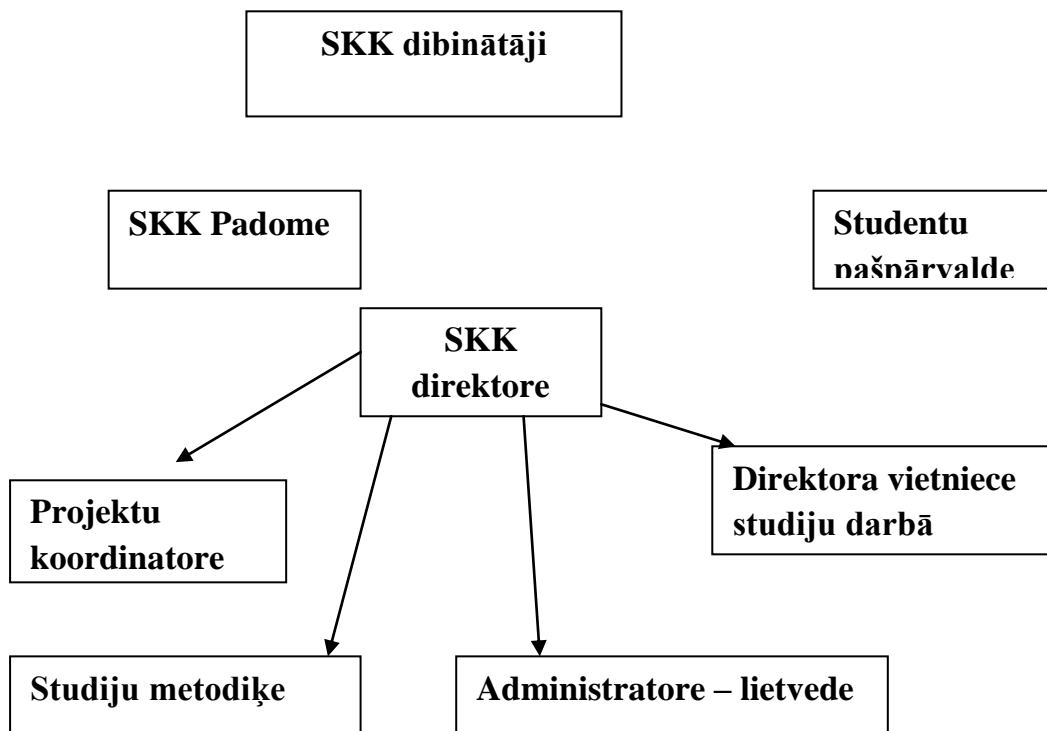 SKK dibinātāji
SKK Padome
Studentu
pašpārvalde
SKK
direktore
Projektu
koordinatore
Direktora vietniece
studiju darbā
Studiju metodiķe
Administratore – lietvede